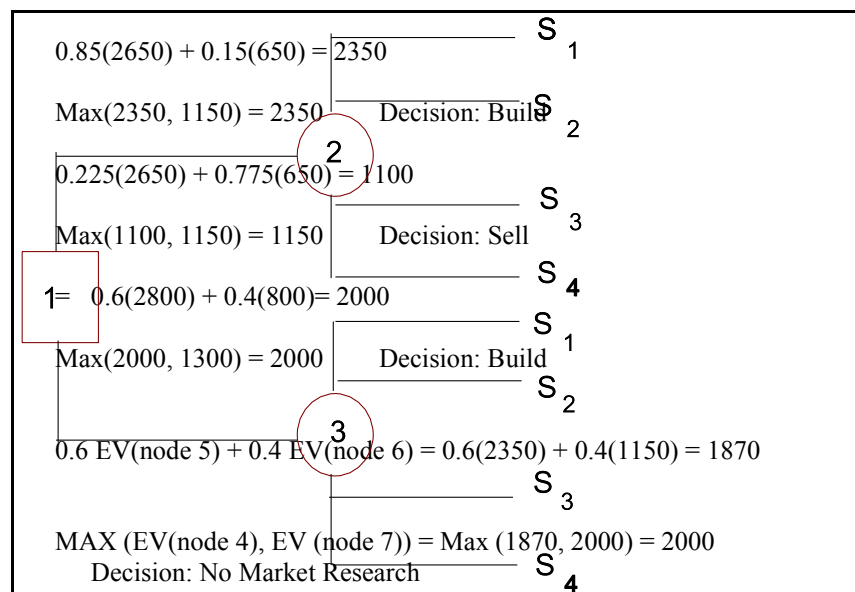 S 1
0.85(2650) + 0.15(650) = 2350
Max(2350, 1150) = 2350 Decision: Build
S 2
2
0.225(2650) + 0.775(650) = 1100
S 3
Max(1100, 1150) = 1150 Decision: Sell
S 4
1
= 0.6(2800) + 0.4(800)= 2000
S 1
Max(2000, 1300) = 2000 Decision: Build
S 2
3
0.6 EV(node 5) + 0.4 EV(node 6) = 0.6(2350) + 0.4(1150) = 1870
S 3
MAX (EV(node 4), EV (node 7)) = Max (1870, 2000) = 2000
Decision: No Market Research
S 4